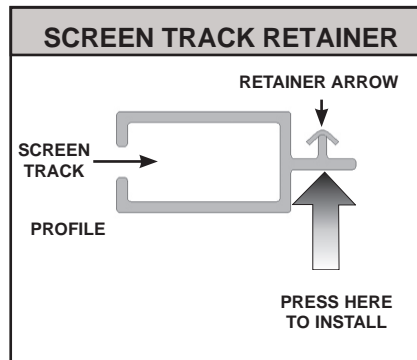 SCREEN TRACK RETAINER
RETAINER ARROW
SCREEN
TRACK
PROFILE
PRESS HERE
TO INSTALL